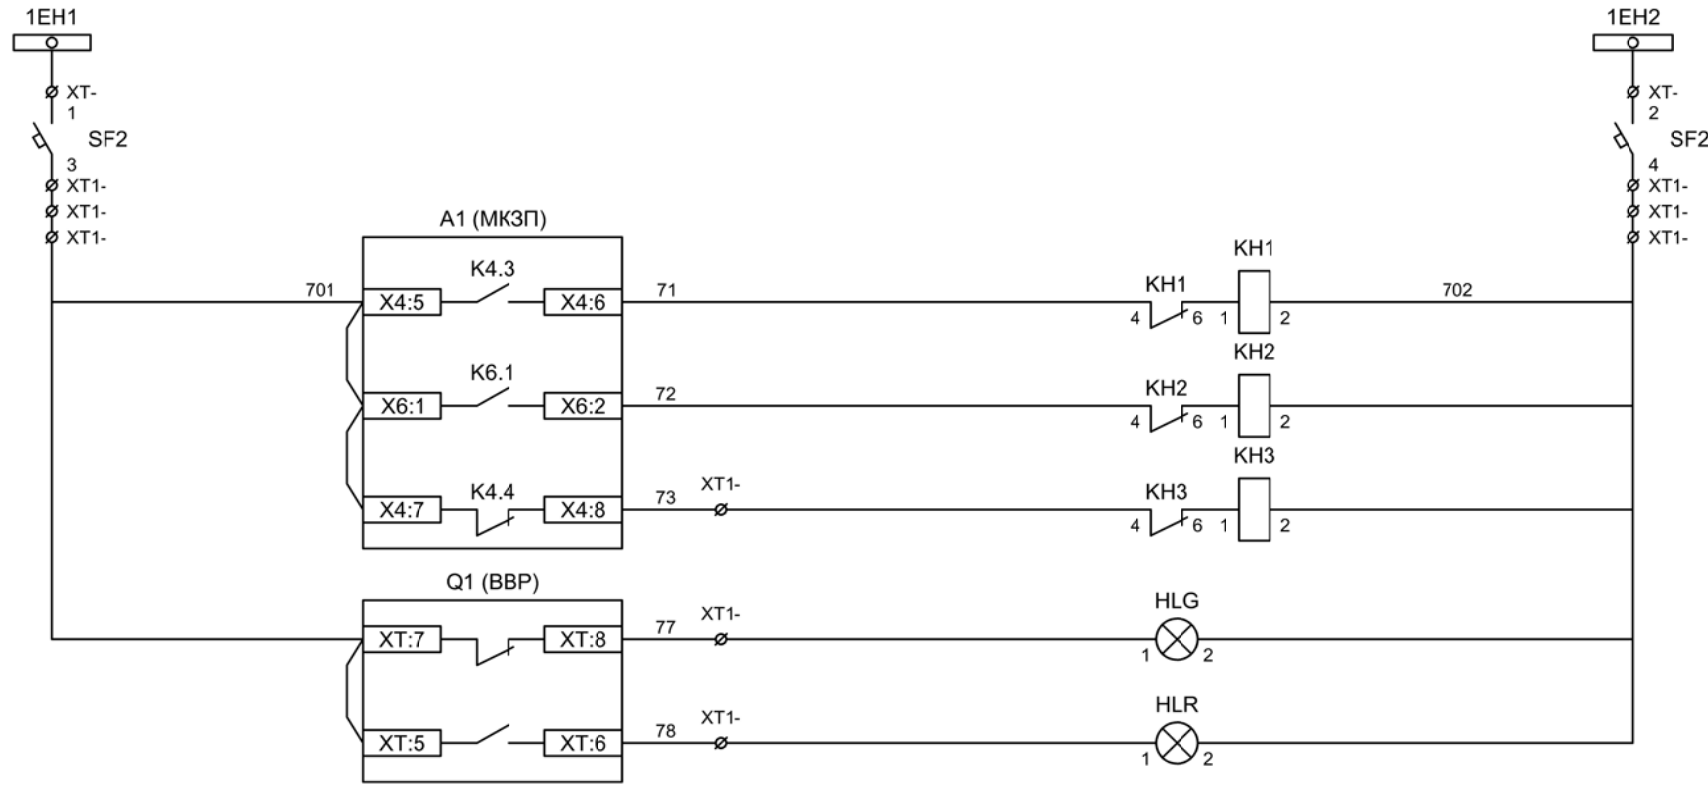 1EH1
1EH2
XT-
XT-
1
2
SF2
SF2
3
4
XT1-
XT1-
XT1-
XT1-
XT1-
XT1-
A1 (МКЗП)
K4.3
KH1
KH1
701
X4:5
X4:6
71
4
6
1
2
702
K6.1
KH2
KH2
X6:1
X6:2
72
4
6
1
2
K4.4
XT1-
KH3
KH3
X4:7
X4:8
73
4
6
1
2
Q1 (ВВР)
XT1-
HLG
XT:7
XT:8
77
1
2
XT1-
HLR
XT:5
XT:6
78
1
2